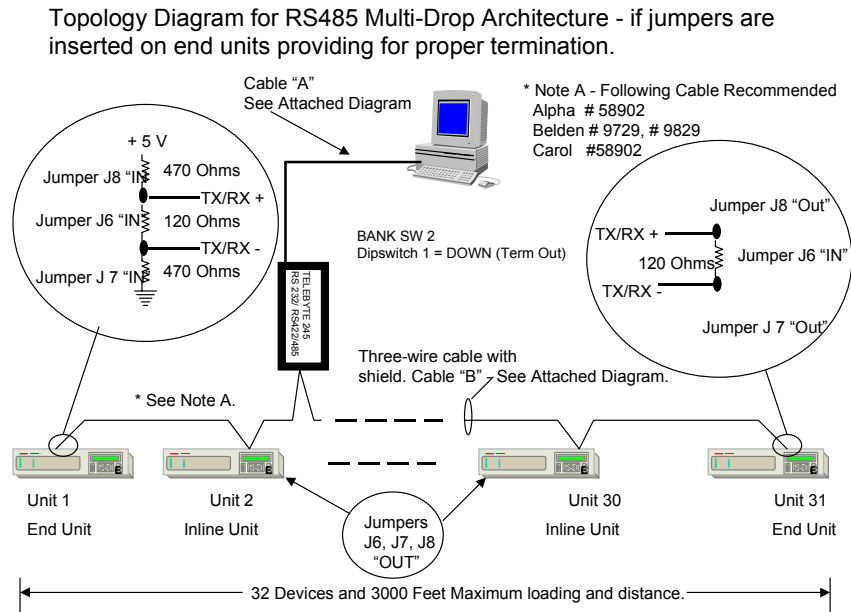 Topology Diagram for RS485 Multi-Drop Architecture - if jumpers are
inserted on end units providing for proper termination.
Cable “A”
See Attached Diagram
* Note A - Following Cable Recommended
Alpha # 58902
Belden # 9729, # 9829
Carol #58902
+ 5 V
Jumper J8 “IN
470 Ohms
TX/RX +
Jumper J6 “IN
120 Ohms
TX/RX -
Jumper J 7 “IN”
470 Ohms
BANK SW 2
Dipswitch 1 = DOWN (Term Out)
Jumper J8 “Out”
TX/RX +
120 Ohms
Jumper J6 “IN”
TX/RX -
Jumper J 7 “Out”
TELEBYTE 245
RS 232/ RS422/485
Three-wire cable with
shield. Cable “B” - See Attached Diagram.
* See Note A.
E
E
E
E
Unit 1
End Unit
Unit 2
Inline Unit
Jumpers
J6, J7, J8
“OUT”
Unit 30
Inline Unit
Unit 31
End Unit
32 Devices and 3000 Feet Maximum loading and distance.